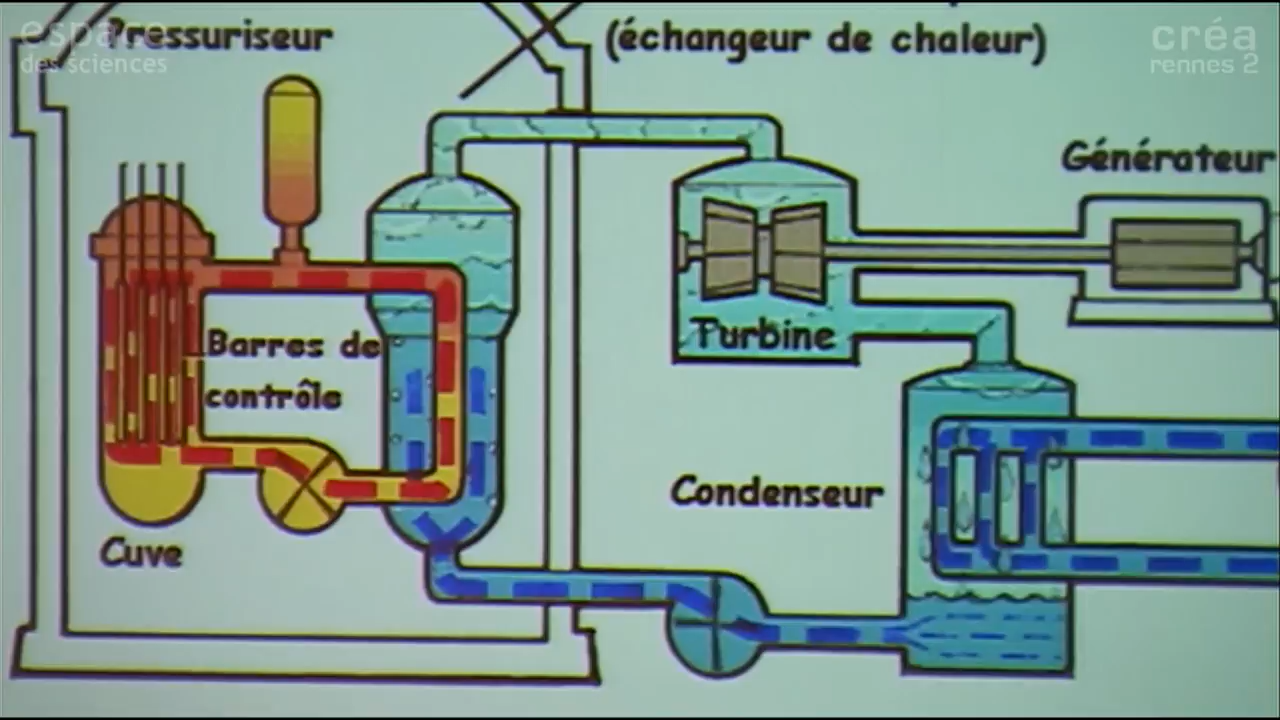 espace
des sciences
Pressuriseur
(échangeur de chaleur)
créa
rennes 2
Générateur
Turbine
Barres de
contrôle
Condenseur
Cuve